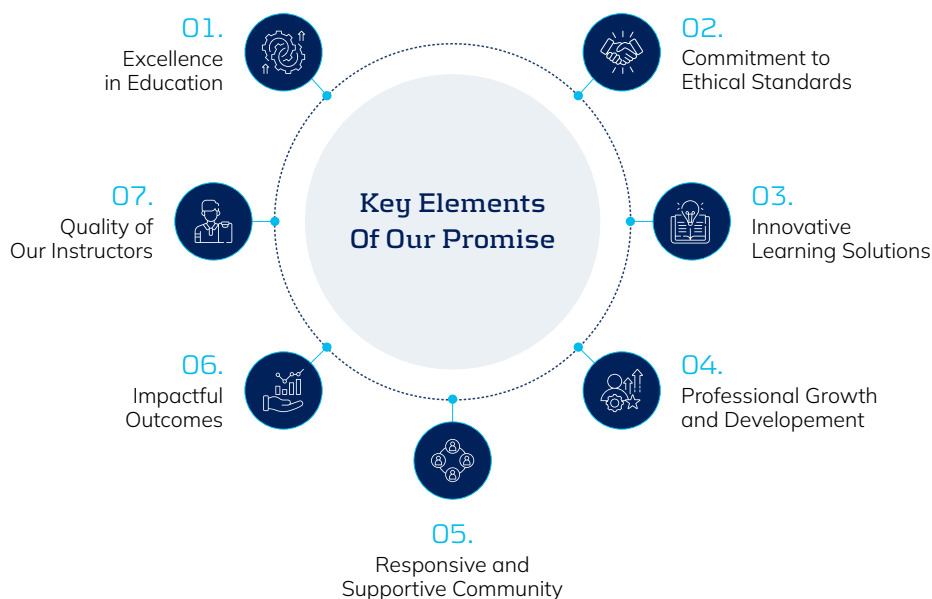 01.
Excellence
in Education
02.
Commitment to
Ethical Standards
03.
Innovative
Learning Solutions
04.
Professional Growth
and Developement
05.
Responsive and
Supportive Community
06.
Impactful
Outcomes
07.
Quality of
Our Instructors
Key Elements
Of Our Promise